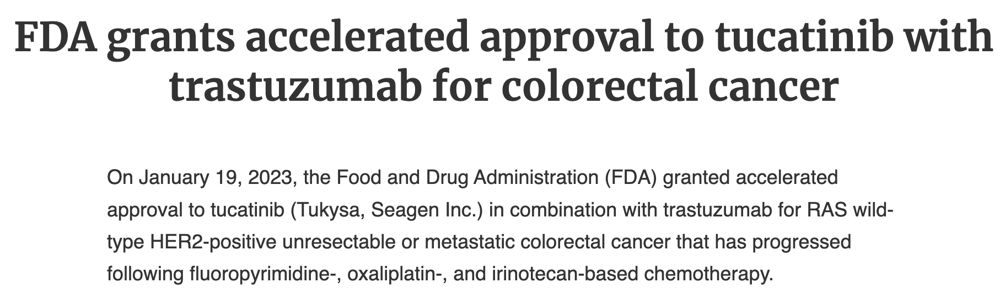 FDA grants accelerated approval to tucatinib with
trastuzumab for colorectal cancer
On January 19, 2023, the Food and Drug Administration (FDA) granted accelerated
approval to tucatinib (Tukysa, Seagen Inc.) in combination with trastuzumab for RAS wild-
type HER2-positive unresectable or metastatic colorectal cancer that has progressed
following fluoropyrimidine-, oxaliplatin-, and irinotecan-based chemotherapy.